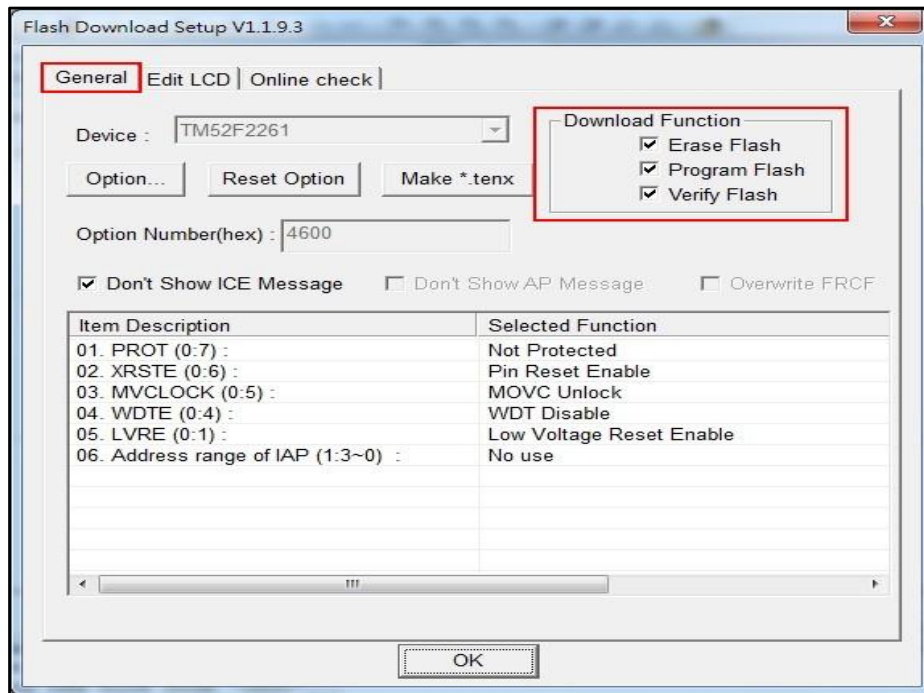 Flash Download Setup V1.1.9.3
General Edit LCD Online check
Device : TM52F2261
Download Function
Erase Flash
Program Flash
Verify Flash
Option... Reset Option Make *.tenx
Option Number(hex) : 4600
Don't Show ICE Message Don't Show AP Message Overwrite FRCF
Item Description Selected Function
01. PROT (0:7) : Not Protected
02. XRSTE (0:6) : Pin Reset Enable
03. MVCLOCK (0:5) : MOVC Unlock
04. WDTE (0:4) : WDT Disable
05. LVRE (0:1) : Low Voltage Reset Enable
06. Address range of IAP (1:3~0) : No use
OK